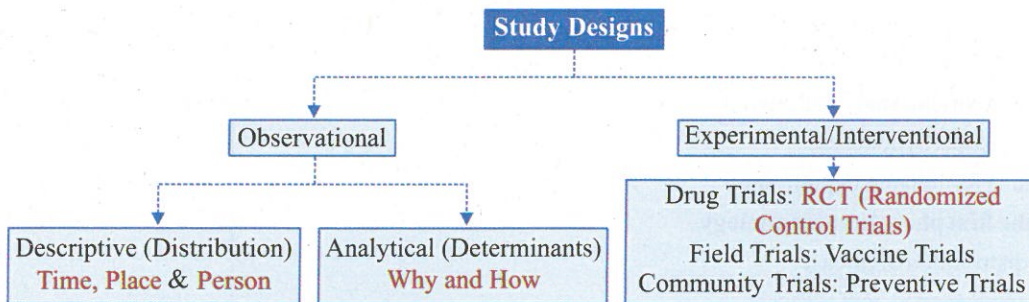 Study Designs
Observational
Experimental/Interventional
Descriptive (Distribution)
Time, Place & Person
Analytical (Determinants)
Why and How
Drug Trials: RCT (Randomized
Control Trials)
Field Trials: Vaccine Trials
Community Trials: Preventive Trials